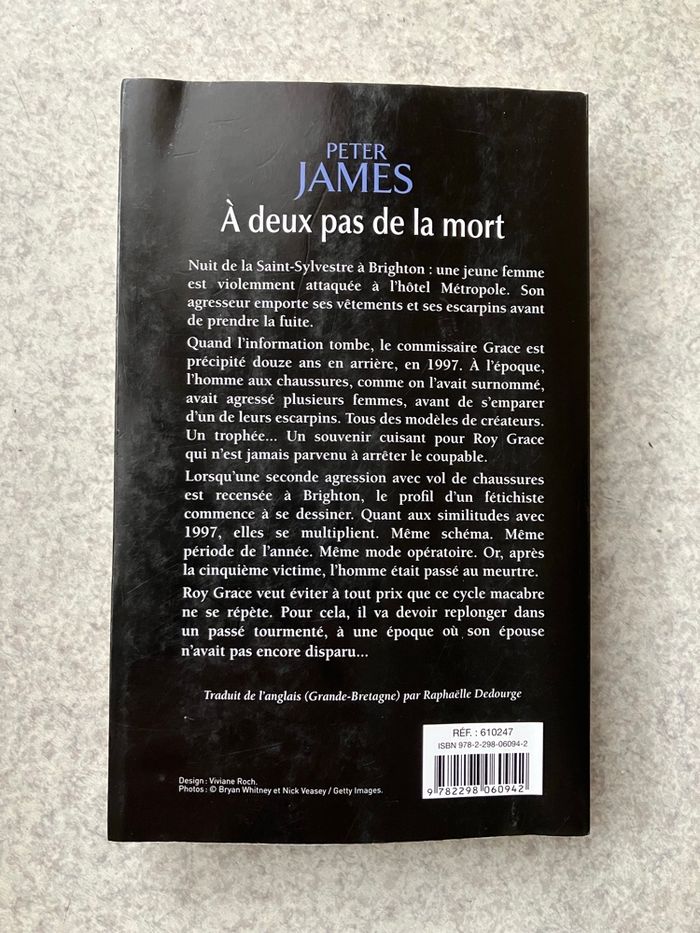 PETER
JAMES
À deux pas de la mort
Nuit de la Saint-Sylvestre à Brighton : une jeune femme
est violemment attaquée à l'hôtel Métropole. Son
agresseur emporte ses vêtements et ses escarpins avant
de prendre la fuite.
Quand l'information tombe, le commissaire Grace est
précipité douze ans en arrière, en 1997. À l'époque,
l'homme aux chaussures, comme on l'avait surnommé,
avait agressé plusieurs femmes, avant de s'emparer
d'un de leurs escarpins. Tous des modèles de créateurs.
Un trophée... Un souvenir cuisant pour Roy Grace
qui n'est jamais parvenu à arrêter le coupable.
Lorsqu'une seconde agression avec vol de chaussures
est recensée à Brighton, le profil d'un fétichiste
commence à se dessiner. Quant aux similitudes avec
1997, elles se multiplient. Même schéma. Même
période de l'année. Même mode opératoire. Or, après
la cinquième victime, l'homme était passé au meurtre.
Roy Grace veut éviter à tout prix que ce cycle macabre
ne se répète. Pour cela, il va devoir replonger dans
un passé tourmenté, à une époque où son épouse
n'avait pas encore disparu...
Traduit de l'anglais (Grande-Bretagne) par Raphaëlle Dedourge
RÉF. : 610247
ISBN 978-2-298-06094-2
9 782298 060942
Design : Viviane Roch.
Photos : © Bryan Whitney et Nick Veasey / Getty Images.